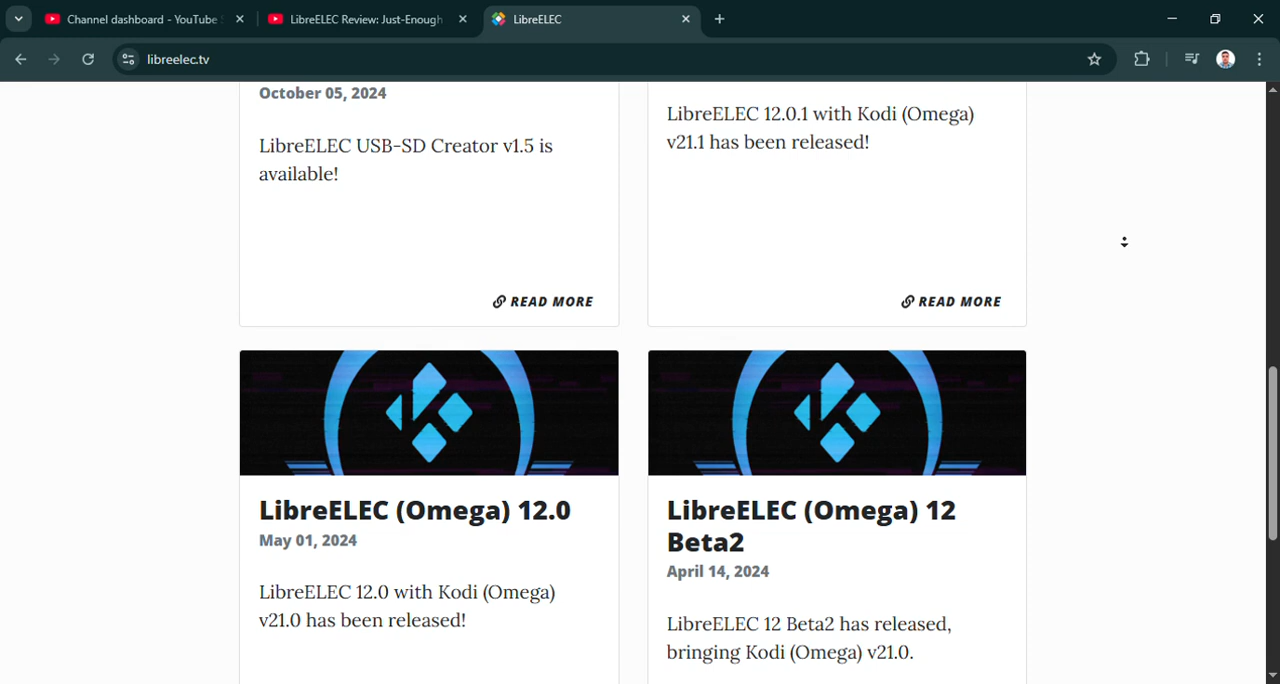 Channel dashboard - YouTube
LibreELEC Review: Just-Enough
LibreELEC
libreelec.tv
October 05, 2024
LibreELEC USB-SD Creator v1.5 is
available!
READ MORE
LibreELEC 12.0.1 with Kodi (Omega)
v21.1 has been released!
READ MORE
LibreELEC (Omega) 12.0
May 01, 2024
LibreELEC 12.0 with Kodi (Omega)
v21.0 has been released!
LibreELEC (Omega) 12
Beta2
April 14, 2024
LibreELEC 12 Beta2 has released,
bringing Kodi (Omega) v21.0.